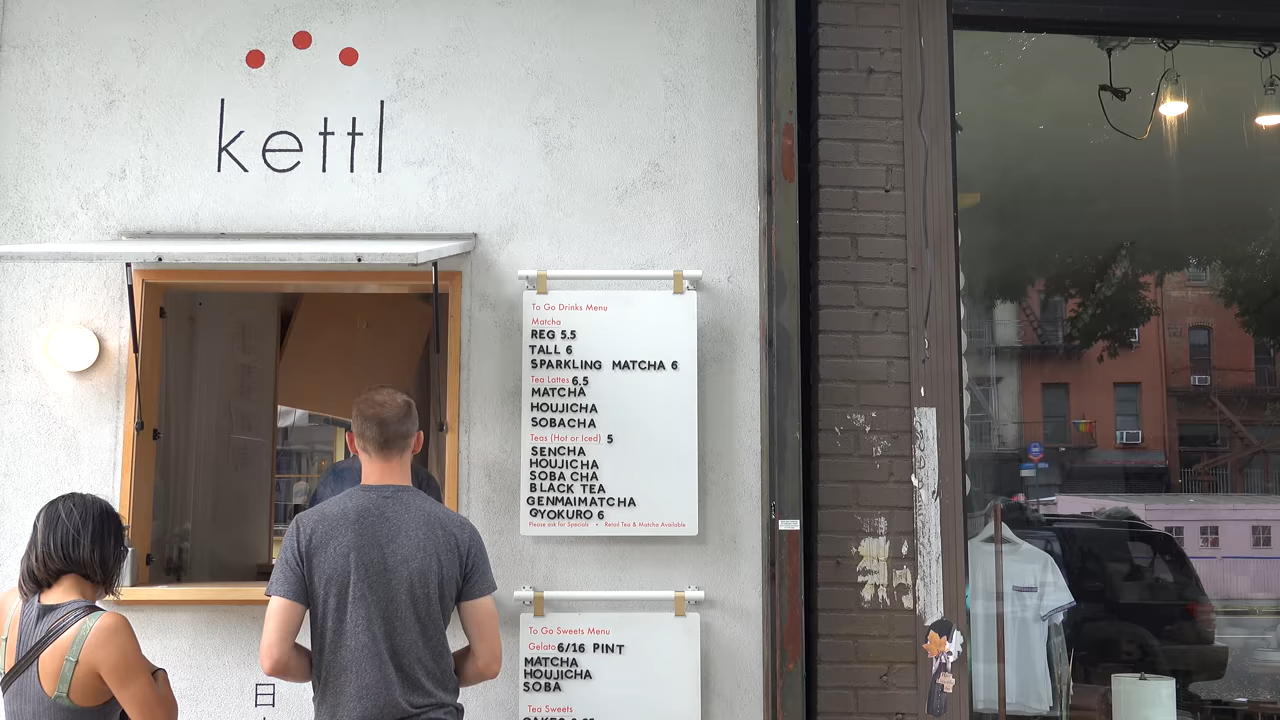 kettl
To Go Drinks Menu
Matcha
REG 5.5
TALL 6
SPARKLING MATCHA 6
Tea Lattes 6.5
MATCHA
HOUJICHA
SOBACHA
Teas (Hot or Iced) 5
SENCHA
HOUJICHA
SOBA CHA
BLACK TEA
GENMAIMATCHA
GYOKURO 6
Please ask for Specials • Retail Tea & Matcha Available
To Go Sweets Menu
Gelato 6/16 PINT
MATCHA
HOUJICHA
SOBA
Tea Sweets
日